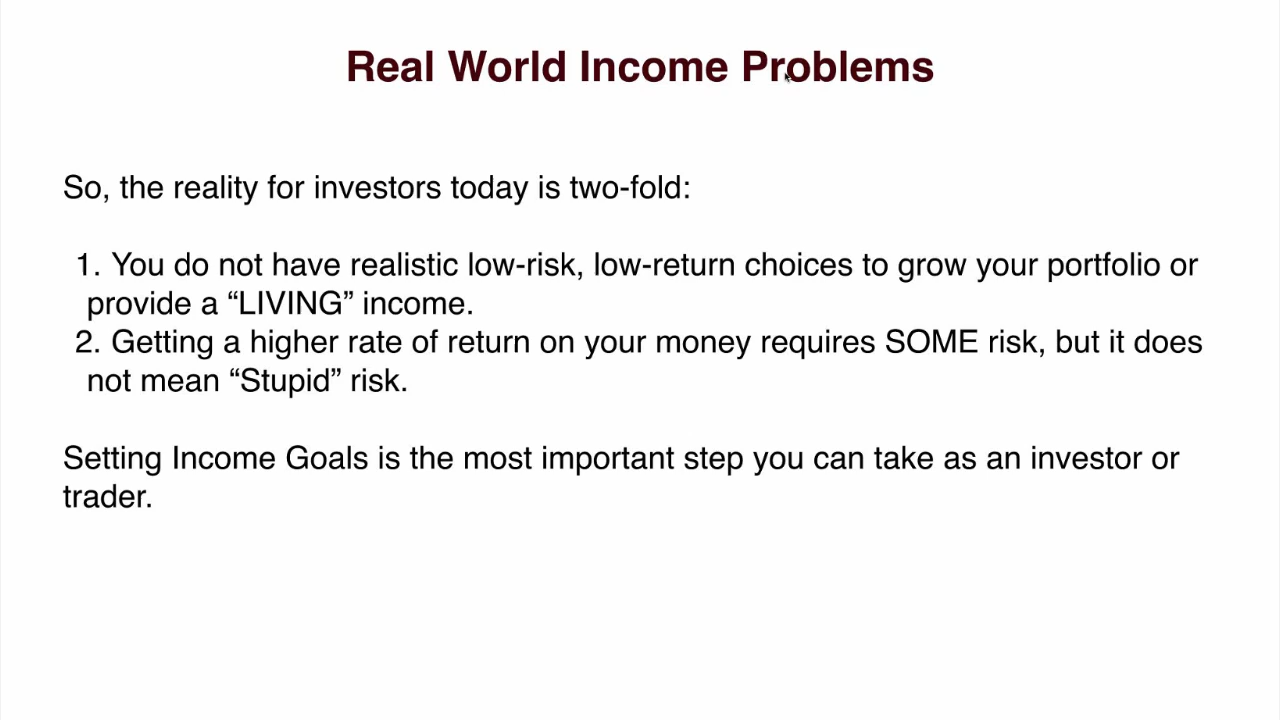 Real World Income Problems
So, the reality for investors today is two-fold:
1. You do not have realistic low-risk, low-return choices to grow your portfolio or
provide a “LIVING” income.
2. Getting a higher rate of return on your money requires SOME risk, but it does
not mean “Stupid” risk.
Setting Income Goals is the most important step you can take as an investor or
trader.